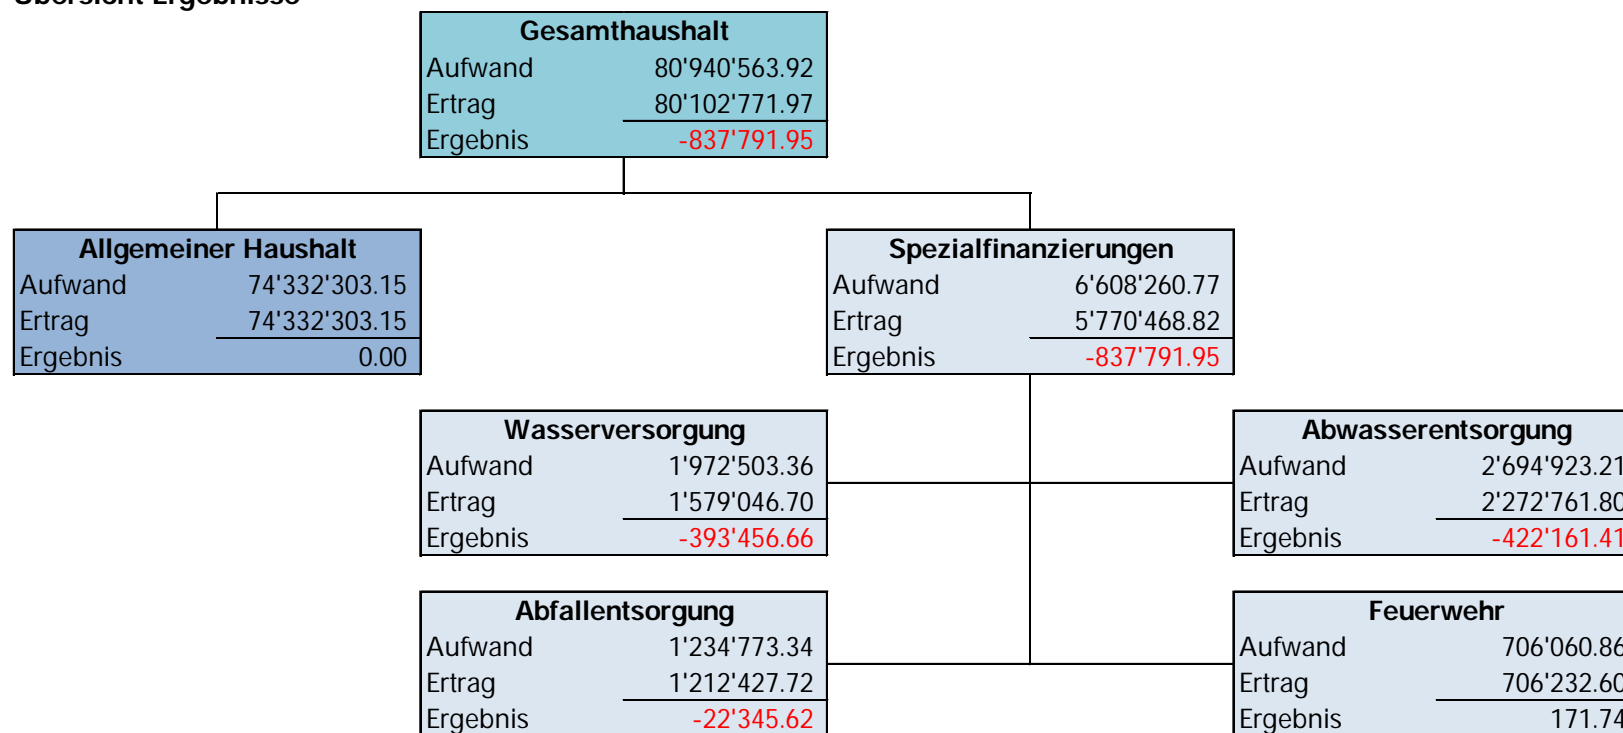 Übersicht Ergebnisse
Gesamthaushalt
Aufwand 80'940'563.92
Ertrag 80'102'771.97
Ergebnis -837'791.95
Allgemeiner Haushalt
Aufwand 74'332'303.15
Ertrag 74'332'303.15
Ergebnis 0.00
Spezialfinanzierungen
Aufwand 6'608'260.77
Ertrag 5'770'468.82
Ergebnis -837'791.95
Wasserversorgung
Aufwand 1'972'503.36
Ertrag 1'579'046.70
Ergebnis -393'456.66
Abwasserentsorgung
Aufwand 2'694'923.21
Ertrag 2'272'761.80
Ergebnis -422'161.41
Abfallentsorgung
Aufwand 1'234'773.34
Ertrag 1'212'427.72
Ergebnis -22'345.62
Feuerwehr
Aufwand 706'060.86
Ertrag 706'232.60
Ergebnis 171.74